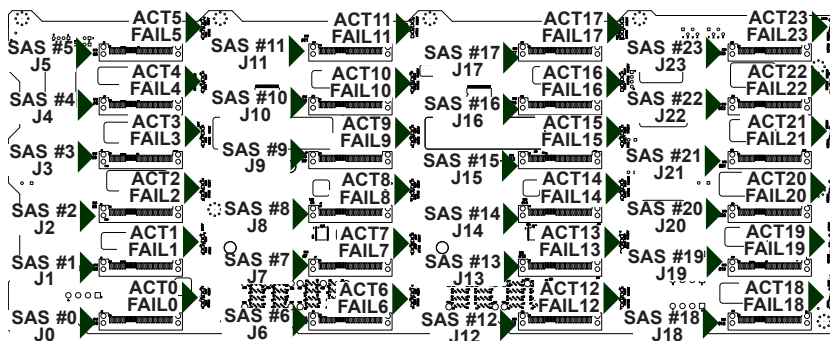 ACT5
FAIL5
SAS #5
J5
ACT4
FAIL4
SAS #4
J4
ACT3
FAIL3
SAS #3
J3
ACT2
FAIL2
SAS #2
J2
ACT1
FAIL1
SAS #1
J1
ACT0
FAIL0
SAS #0
J0
ACT11
FAIL11
SAS #11
J11
ACT10
FAIL10
SAS #10
J10
ACT9
FAIL9
SAS #9
J9
ACT8
FAIL8
SAS #8
J8
ACT7
FAIL7
SAS #7
J7
ACT6
FAIL6
SAS #6
J6
ACT17
FAIL17
SAS #17
J17
ACT16
FAIL16
SAS #16
J16
ACT15
FAIL15
SAS #15
J15
ACT14
FAIL14
SAS #14
J14
ACT13
FAIL13
SAS #13
J13
ACT12
FAIL12
SAS #12
J12
ACT23
FAIL23
SAS #23
J23
ACT22
FAIL22
SAS #22
J22
ACT21
FAIL21
SAS #21
J21
ACT20
FAIL20
SAS #20
J20
ACT19
FAIL19
SAS #19
J19
ACT18
FAIL18
SAS #18
J18